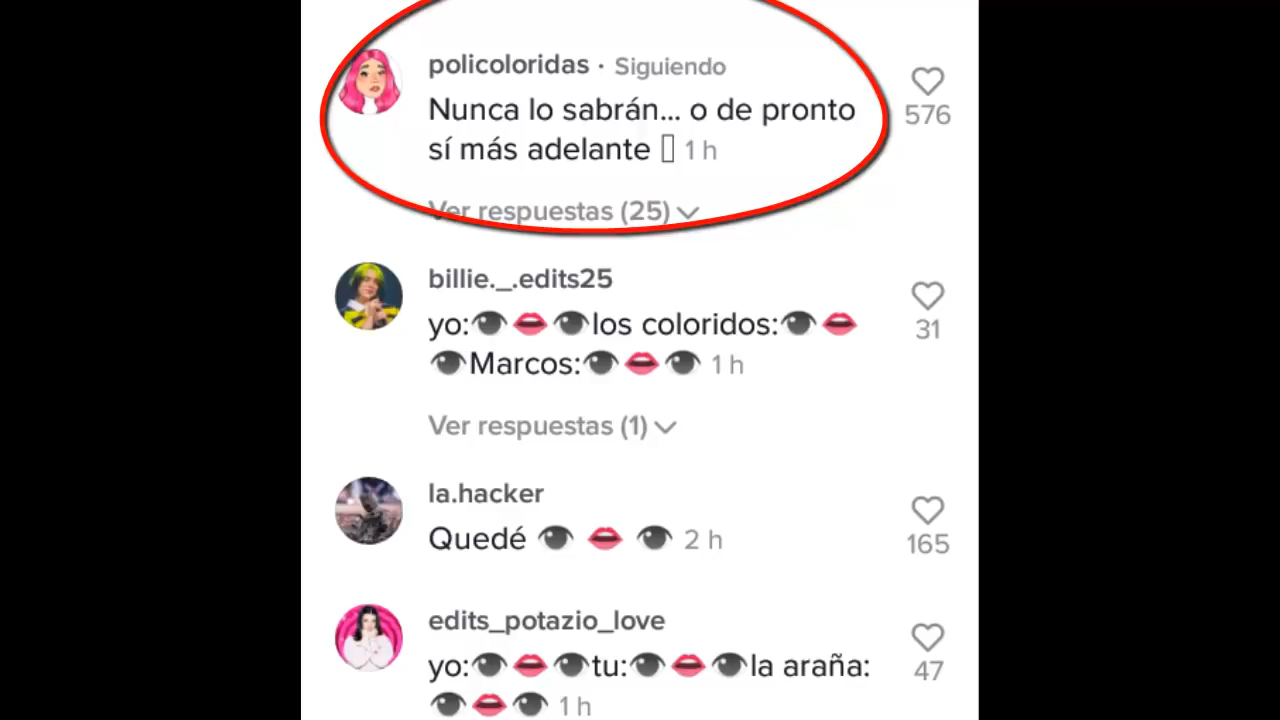 policoloridas · Siguiendo
Nunca lo sabrán... o de pronto
sí más adelante 1 h
576
Ver respuestas (25)
billie._.edits25
yo:👁👄👁los coloridos:👁👄
👁Marcos:👁👄👁 1 h
31
Ver respuestas (1)
la.hacker
Quedé 👁 👄 👁 2 h
165
edits_potazio_love
yo:👁👄👁tu:👁👄👁la araña:
👁👄👁 1 h
47